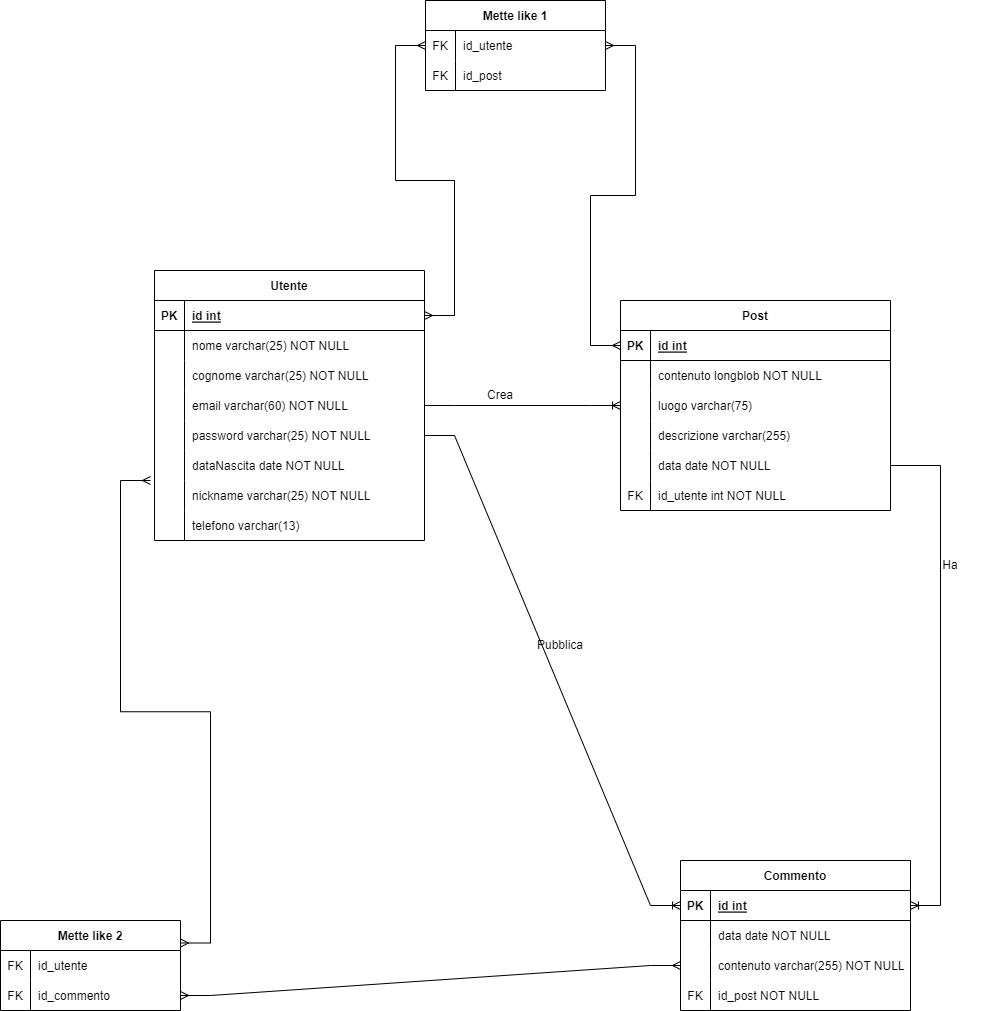 Mette like 1
FK id_utente
FK id_post
Utente
PK id int
nome varchar(25) NOT NULL
cognome varchar(25) NOT NULL
email varchar(60) NOT NULL
password varchar(25) NOT NULL
dataNascita date NOT NULL
nickname varchar(25) NOT NULL
telefono varchar(13)
Crea
Post
PK id int
contenuto longblob NOT NULL
luogo varchar(75)
descrizione varchar(255)
data date NOT NULL
FK id_utente int NOT NULL
Ha
Pubblica
Commento
PK id int
data date NOT NULL
contenuto varchar(255) NOT NULL
FK id_post NOT NULL
Mette like 2
FK id_utente
FK id_commento